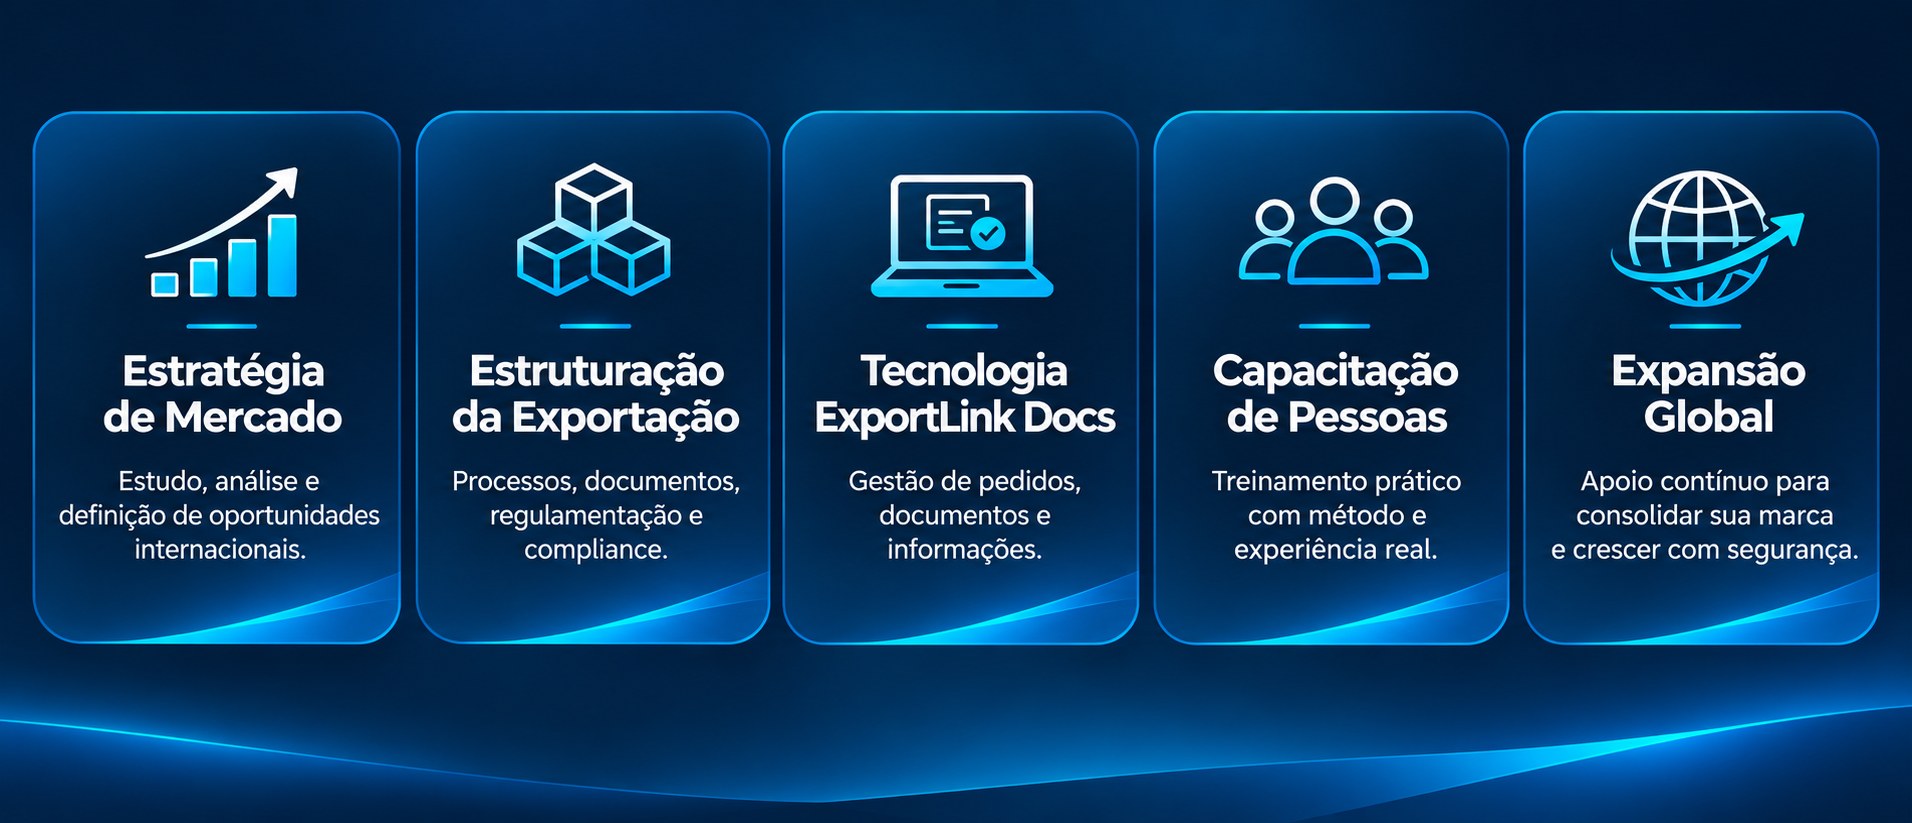 Estratégia
de Mercado
Estudo, análise e
definição de oportunidades
internacionais.
Estruturação
da Exportação
Processos, documentos,
regulamentação e
compliance.
Tecnologia
ExportLink Docs
Gestão de pedidos,
documentos e
informações.
Capacitação
de Pessoas
Treinamento prático
com método e
experiência real.
Expansão
Global
Apoio contínuo para
consolidar sua marca
e crescer com segurança.